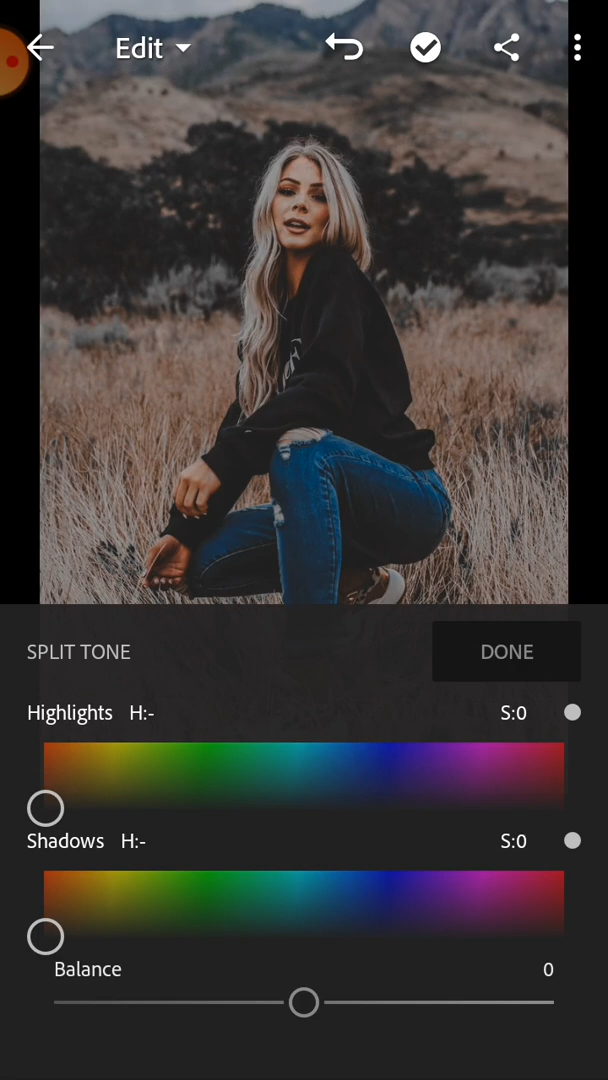 Edit
SPLIT TONE
DONE
Highlights H:- S:0
Shadows H:- S:0
Balance 0